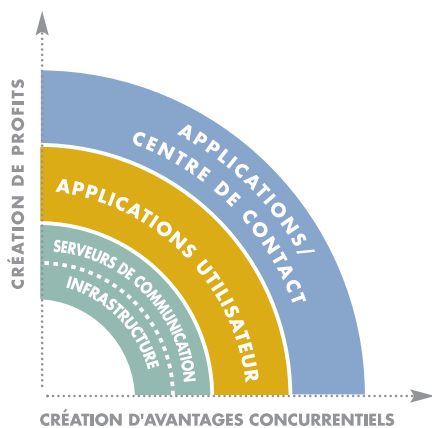 CRÉATION DE PROFITS
APPLICATIONS/
CENTRE DE CONTACT
APPLICATIONS UTILISATEUR
SERVEURS DE COMMUNICATION
INFRASTRUCTURE
CRÉATION D'AVANTAGES CONCURRENTIELS